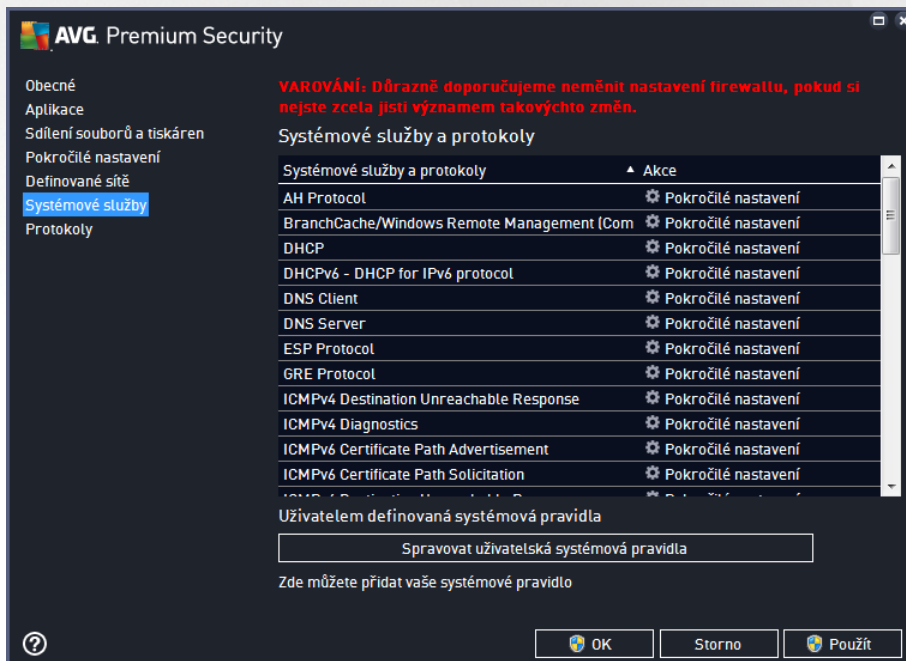 AVG. Premium Security
Obecné
Aplikace
Sdílení souborů a tiskáren
Pokročilé nastavení
Definované sítě
Systémové služby
Protokoly
VAROVÁNÍ: Důrazně doporučujeme neměnit nastavení firewallu, pokud si
nejste zcela jisti významem takovýchto změn.
Systémové služby a protokoly
Systémové služby a protokoly Akce
AH Protocol Pokročilé nastavení
BranchCache/Windows Remote Management (Com Pokročilé nastavení
DHCP Pokročilé nastavení
DHCPv6 - DHCP for IPv6 protocol Pokročilé nastavení
DNS Client Pokročilé nastavení
DNS Server Pokročilé nastavení
ESP Protocol Pokročilé nastavení
GRE Protocol Pokročilé nastavení
ICMPv4 Destination Unreachable Response Pokročilé nastavení
ICMPv4 Diagnostics Pokročilé nastavení
ICMPv6 Certificate Path Advertisement Pokročilé nastavení
ICMPv6 Certificate Path Solicitation Pokročilé nastavení
Uživatelem definovaná systémová pravidla
Spravovat uživatelská systémová pravidla
Zde můžete přidat vaše systémové pravidlo
OK Storno Použít